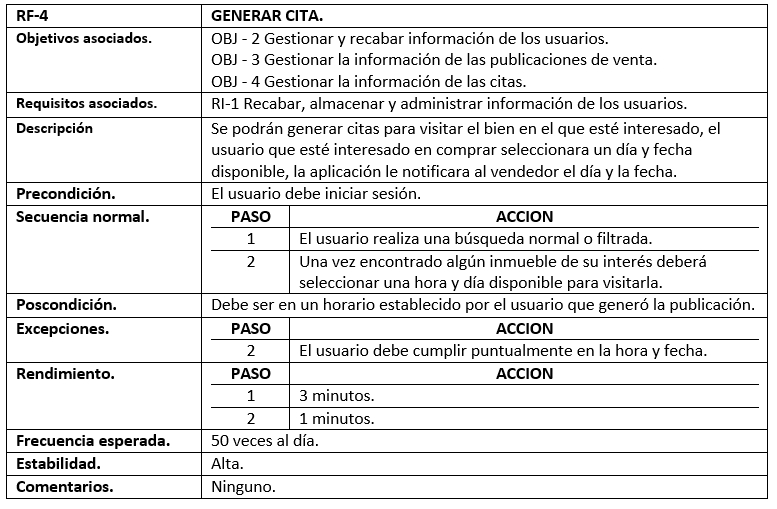 RF-4 GENERAR CITA.
Objetivos asociados. OBJ - 2 Gestionar y recabar información de los usuarios.
OBJ - 3 Gestionar la información de las publicaciones de venta.
OBJ - 4 Gestionar la información de las citas.
Requisitos asociados. RI-1 Recabar, almacenar y administrar información de los usuarios.
Descripción Se podrán generar citas para visitar el bien en el que esté interesado, el
usuario que esté interesado en comprar seleccionara un día y fecha
disponible, la aplicación le notificara al vendedor el día y la fecha.
Precondición. El usuario debe iniciar sesión.
Secuencia normal. PASO ACCION
1 El usuario realiza una búsqueda normal o filtrada.
2 Una vez encontrado algún inmueble de su interés deberá
seleccionar una hora y día disponible para visitarla.
Poscondición. Debe ser en un horario establecido por el usuario que generó la publicación.
Excepciones. PASO ACCION
2 El usuario debe cumplir puntualmente en la hora y fecha.
Rendimiento. PASO ACCION
1 3 minutos.
2 1 minutos.
Frecuencia esperada. 50 veces al día.
Estabilidad. Alta.
Comentarios. Ninguno.